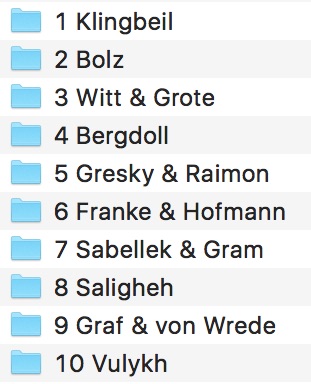 1 Klingbeil
2 Bolz
3 Witt & Grote
4 Bergdoll
5 Gresky & Raimon
6 Franke & Hofmann
7 Sabellek & Gram
8 Saligheh
9 Graf & von Wrede
10 Vulykh